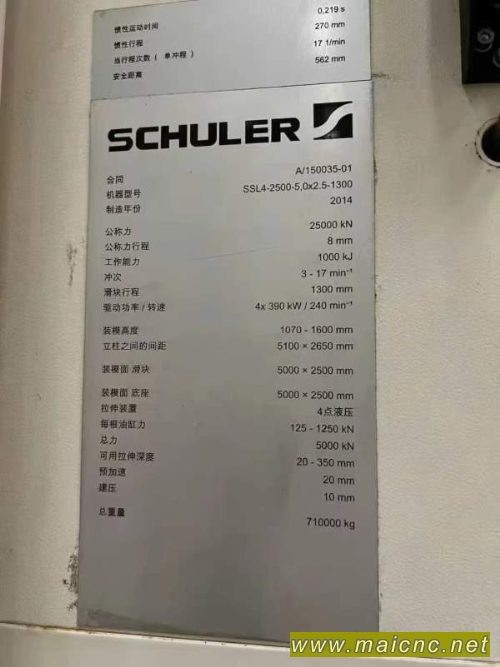 惯性运动时间 0,219 s
惯性行程 270 mm
当行程次数 ( 单冲程 ) 17 1/min
安全距离 562 mm
SCHULER
合同 A/150035-01
机器型号 SSL4-2500-5,0x2.5-1300
制造年份 2014
公称力 25000 kN
公称力行程 8 mm
工作能力 1000 kJ
冲次 3 - 17 min⁻¹
滑块行程 1300 mm
驱动功率 / 转速 4x 390 kW / 240 min⁻¹
装模高度 1070 - 1600 mm
立柱之间的间距 5100 × 2650 mm
装模面 滑块 5000 × 2500 mm
装模面 底座 5000 × 2500 mm
拉伸装置 4点液压
每根油缸力 125 - 1250 kN
总力 5000 kN
可用拉伸深度 20 - 350 mm
预加速 20 mm
建压 10 mm
总重量 710000 kg
www.maicnc.net